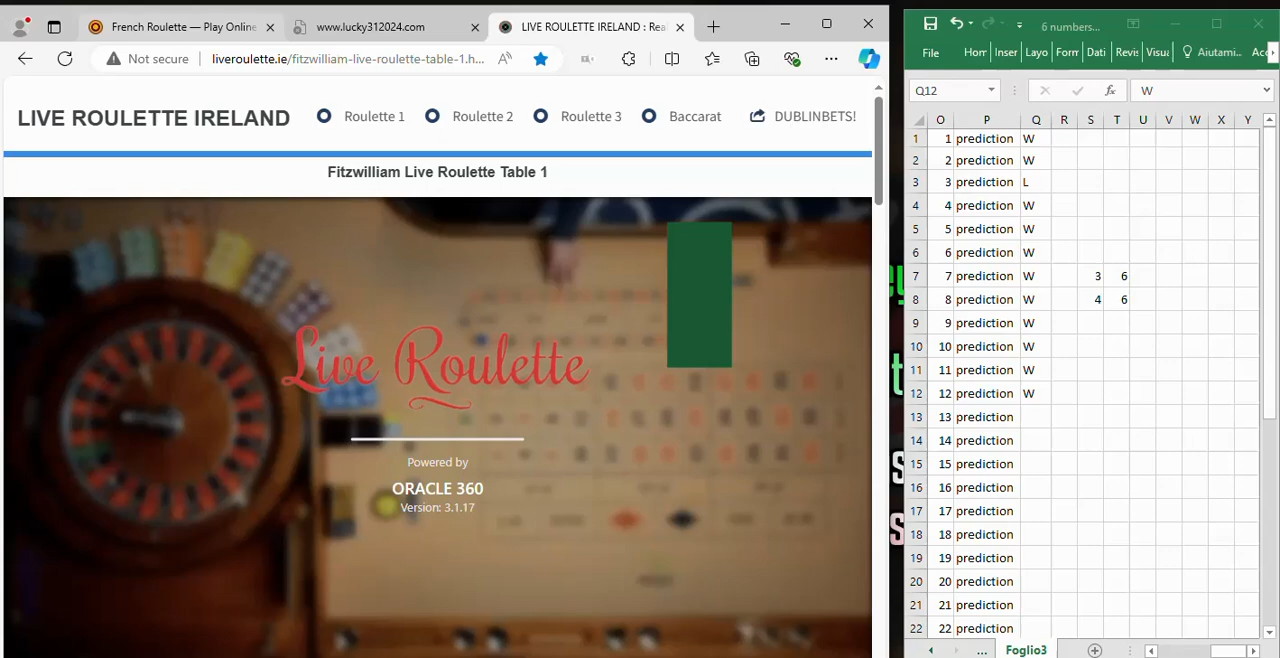 French Roulette — Play Online
www.lucky312024.com
LIVE ROULETTE IRELAND : Rea
Not secure
liveroulette.ie/fitzwilliam-live-roulette-table-1.h...
LIVE ROULETTE IRELAND
Roulette 1
Roulette 2
Roulette 3
Baccarat
DUBLINBETS!
Fitzwilliam Live Roulette Table 1
Live Roulette
Powered by
ORACLE 360
Version: 3.1.17
6 numbers...
File
Hom
Inser
Layo
Form
Dati
Revis
Visua
Aiutami..
Acc
Q12
fx
W
O P Q R S T U V W X Y
1 1 prediction W
2 2 prediction W
3 3 prediction L
4 4 prediction W
5 5 prediction W
6 6 prediction W
7 7 prediction W 3 6
8 8 prediction W 4 6
9 9 prediction W
10 10 prediction W
11 11 prediction W
12 12 prediction W
13 13 prediction
14 14 prediction
15 15 prediction
16 16 prediction
17 17 prediction
18 18 prediction
19 19 prediction
20 20 prediction
21 21 prediction
22 22 prediction
...
Foglio3